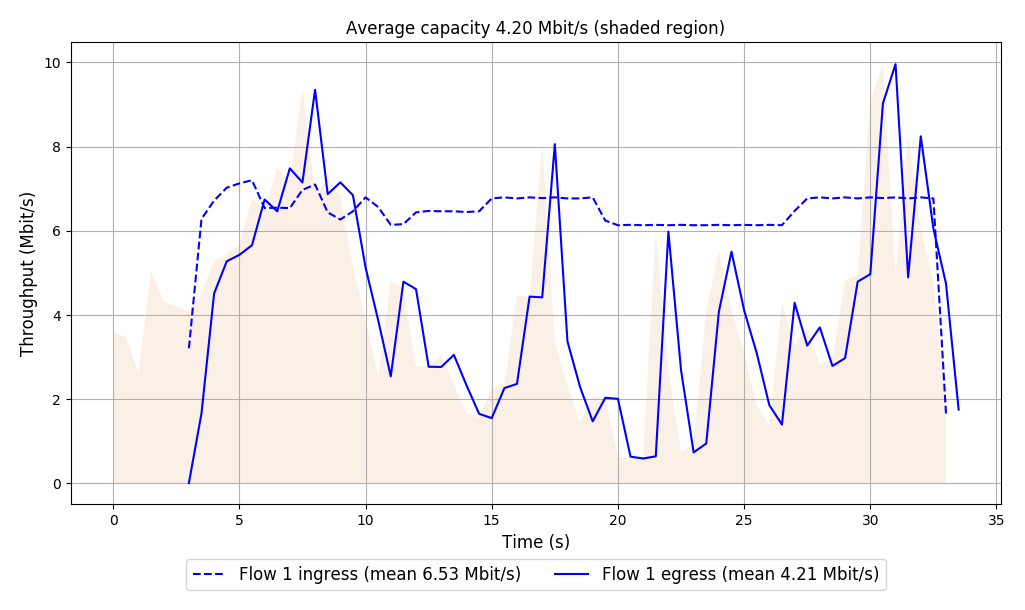 Average capacity 4.20 Mbit/s (shaded region)
Throughput (Mbit/s)
10
8
6
4
2
0
0 5 10 15 20 25 30 35
Time (s)
Flow 1 ingress (mean 6.53 Mbit/s) Flow 1 egress (mean 4.21 Mbit/s)